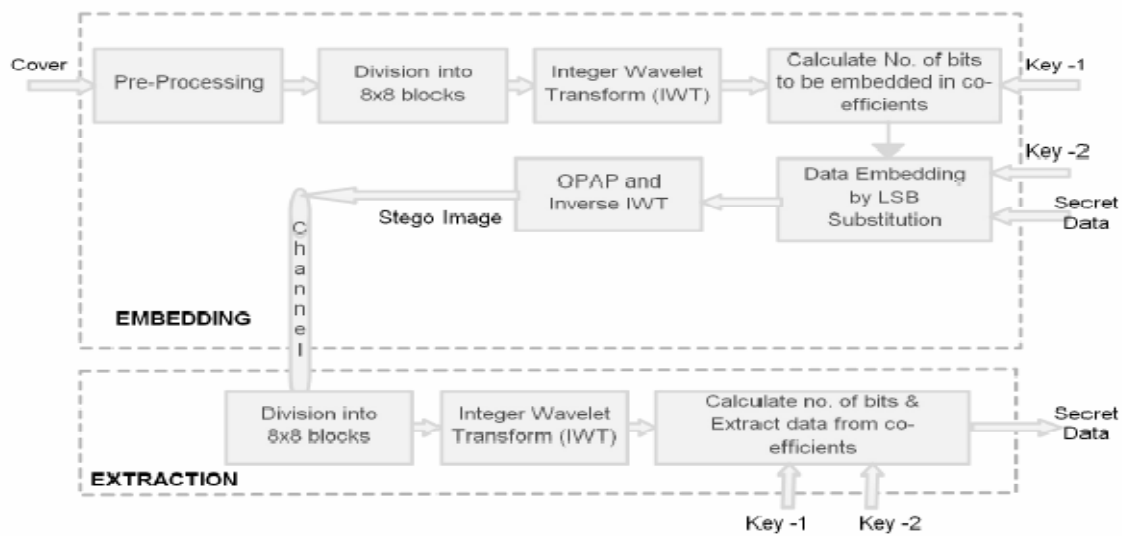 Cover
Pre-Processing
Division into
8x8 blocks
Integer Wavelet
Transform (IWT)
Calculate No. of bits
to be embedded in co-
efficients
Key -1
Key -2
Data Embedding
by LSB
Substitution
Secret
Data
OPAP and
Inverse IWT
Stego Image
Channel
EMBEDDING
Division into
8x8 blocks
Integer Wavelet
Transform (IWT)
Calculate no. of bits &
Extract data from co-
efficients
Secret
Data
EXTRACTION
Key -1
Key -2